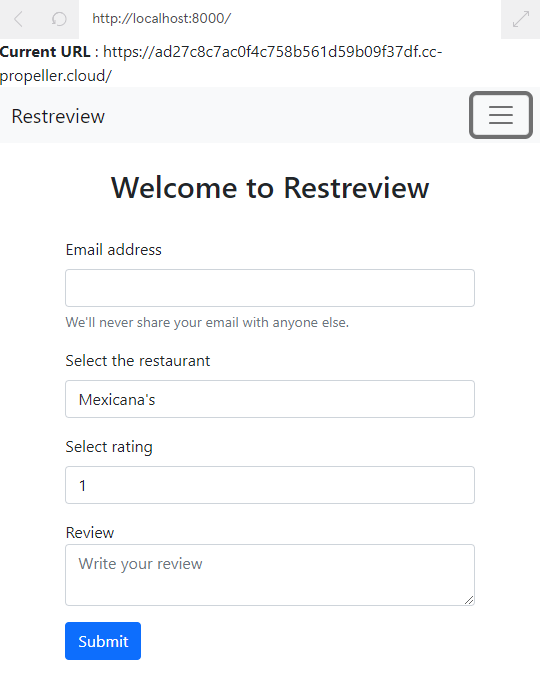 http://localhost:8000/
Current URL : https://ad27c8c7ac0f4c758b561d59b09f37df.cc-
propeller.cloud/
Restreview
Welcome to Restreview
Email address
We'll never share your email with anyone else.
Select the restaurant
Mexicana's
Select rating
1
Review
Write your review
Submit